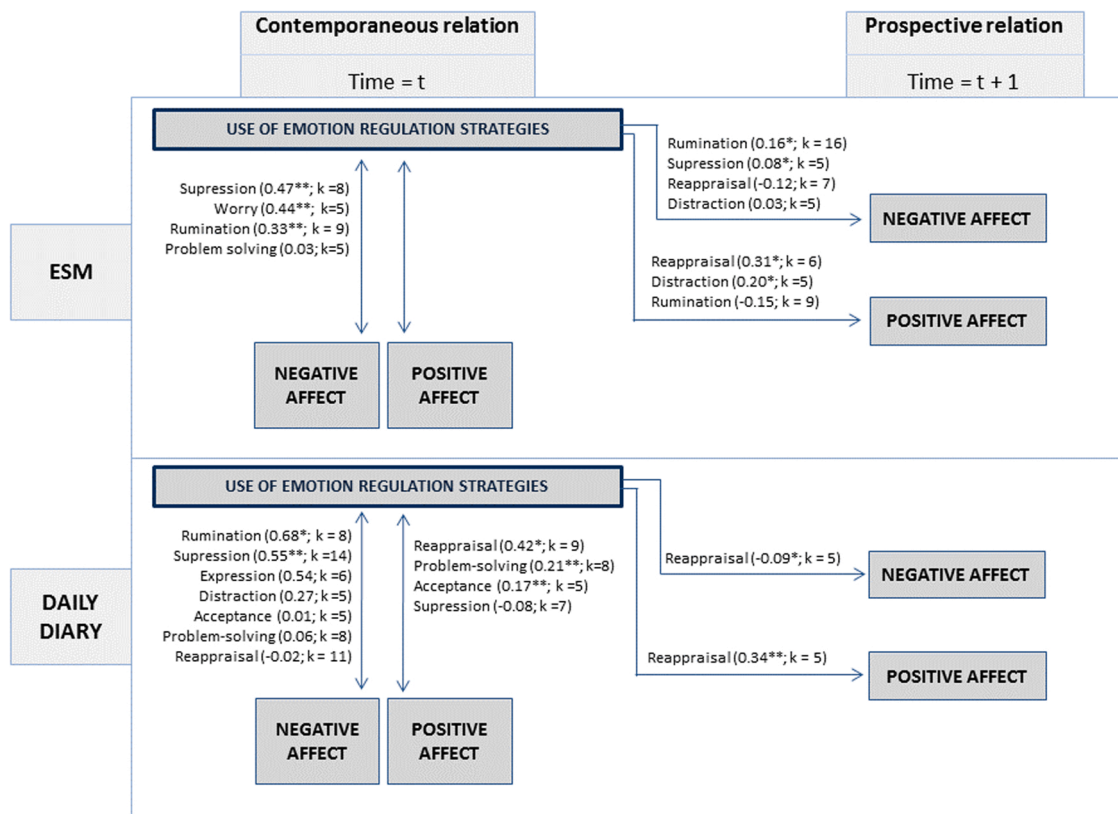 Contemporaneous relation
Time = t
Prospective relation
Time = t + 1
ESM
USE OF EMOTION REGULATION STRATEGIES
Supression (0.47**; k =8)
Worry (0.44**; k=5)
Rumination (0.33**; k = 9)
Problem solving (0.03; k=5)
NEGATIVE
AFFECT
POSITIVE
AFFECT
Rumination (0.16*; k = 16)
Supression (0.08*; k =5)
Reappraisal (-0.12; k = 7)
Distraction (0.03; k =5)
NEGATIVE AFFECT
Reappraisal (0.31*; k = 6)
Distraction (0.20*; k =5)
Rumination (-0.15; k = 9)
POSITIVE AFFECT
DAILY
DIARY
USE OF EMOTION REGULATION STRATEGIES
Rumination (0.68*; k = 8)
Supression (0.55**; k =14)
Expression (0.54; k =6)
Distraction (0.27; k =5)
Acceptance (0.01; k =5)
Problem-solving (0.06; k =8)
Reappraisal (-0.02; k = 11)
Reappraisal (0.42*; k = 9)
Problem-solving (0.21**; k=8)
Acceptance (0.17**; k =5)
Supression (-0.08; k =7)
NEGATIVE
AFFECT
POSITIVE
AFFECT
Reappraisal (-0.09*; k = 5)
NEGATIVE AFFECT
Reappraisal (0.34**; k = 5)
POSITIVE AFFECT